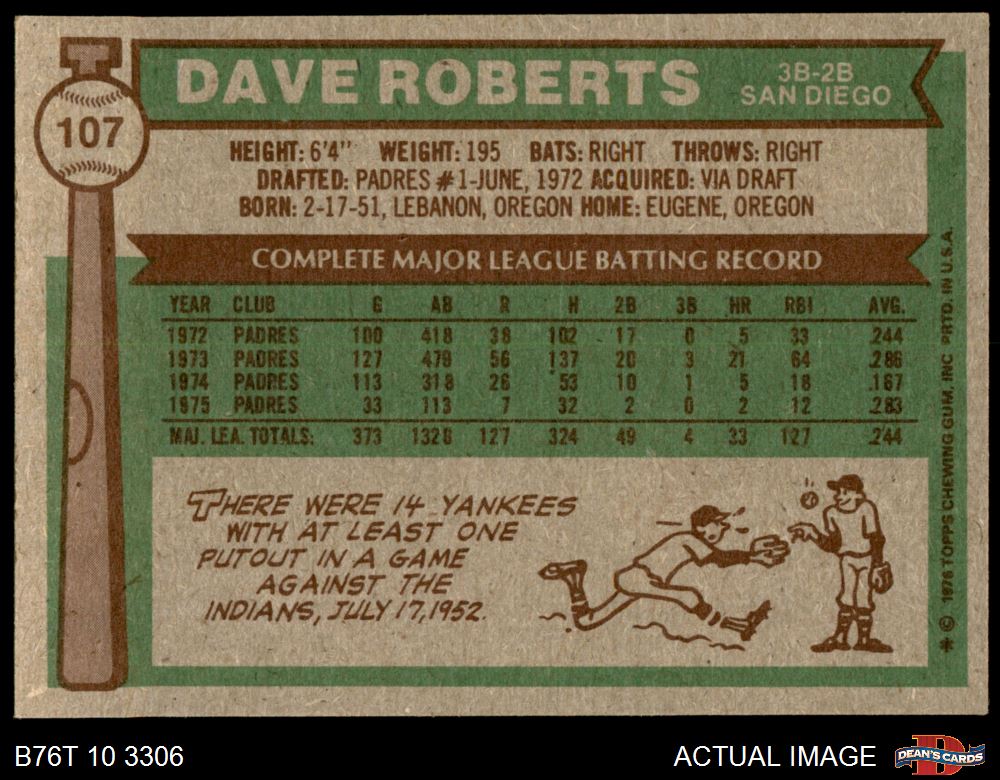 107
DAVE ROBERTS
3B-2B
SAN DIEGO
HEIGHT: 6'4" WEIGHT: 195 BATS: RIGHT THROWS: RIGHT
DRAFTED: PADRES #1-JUNE, 1972 ACQUIRED: VIA DRAFT
BORN: 2-17-51, LEBANON, OREGON HOME: EUGENE, OREGON
COMPLETE MAJOR LEAGUE BATTING RECORD
YEAR CLUB G AB R H 2B 3B HR RBI AVG.
1972 PADRES 100 418 38 102 17 0 5 33 .244
1973 PADRES 127 479 56 137 20 3 21 64 .286
1974 PADRES 113 318 26 53 10 1 5 18 .167
1975 PADRES 33 113 7 32 2 0 2 12 .283
MAJ. LEA. TOTALS: 373 1328 127 324 49 4 33 127 .244
THERE WERE 14 YANKEES
WITH AT LEAST ONE
PUTOUT IN A GAME
AGAINST THE
INDIANS, JULY 17, 1952.
* © 1976 TOPPS CHEWING GUM, INC PRTD. IN U.S.A.
B76T 10 3306
ACTUAL IMAGE
D
DEAN'S CARDS